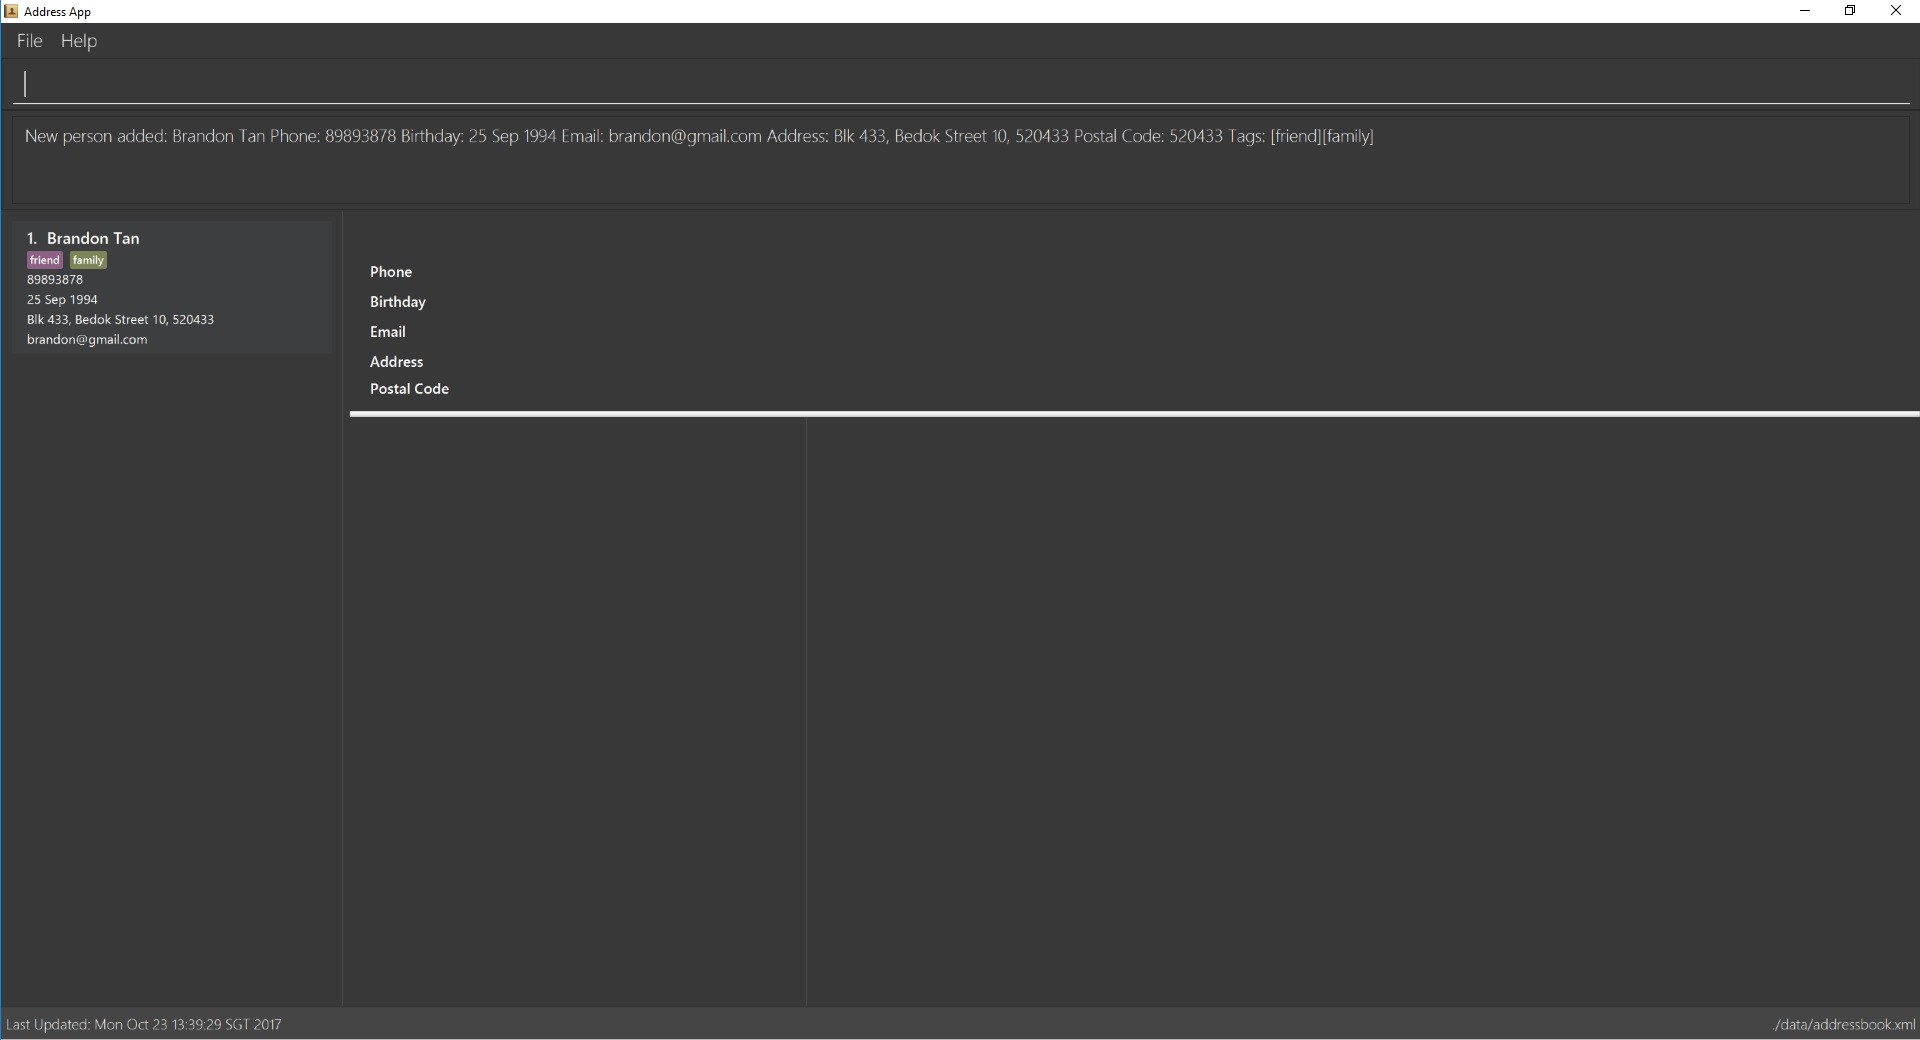 Address App
File Help
New person added: Brandon Tan Phone: 89893878 Birthday: 25 Sep 1994 Email: brandon@gmail.com Address: Blk 433, Bedok Street 10, 520433 Postal Code: 520433 Tags: [friend][family]
1. Brandon Tan
friend family
89893878
25 Sep 1994
Blk 433, Bedok Street 10, 520433
brandon@gmail.com
Phone
Birthday
Email
Address
Postal Code
Last Updated: Mon Oct 23 13:39:29 SGT 2017
./data/addressbook.xml